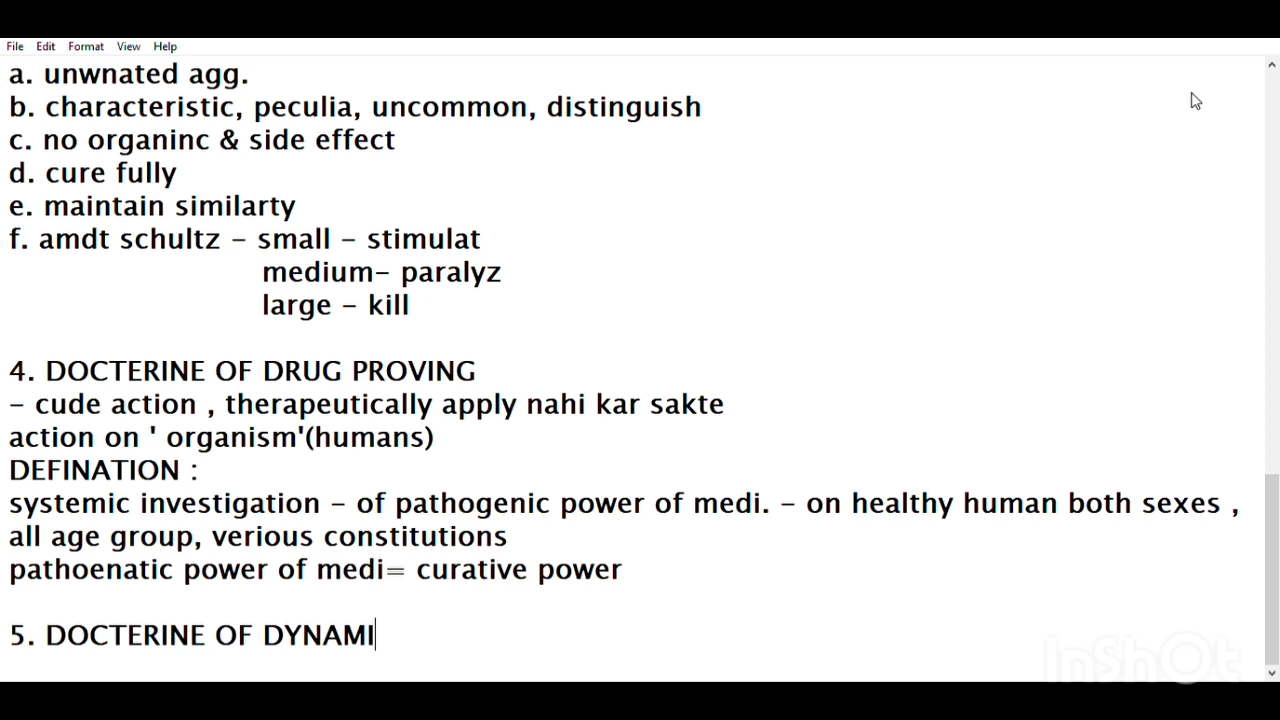 File Edit Format View Help
a. unwnated agg.
b. characteristic, peculia, uncommon, distinguish
c. no organinc & side effect
d. cure fully
e. maintain similarty
f. amdt schultz - small - stimulat
medium- paralyz
large - kill
4. DOCTERINE OF DRUG PROVING
- cude action , therapeutically apply nahi kar sakte
action on ' organism'(humans)
DEFINATION :
systemic investigation - of pathogenic power of medi. - on healthy human both sexes ,
all age group, verious constitutions
pathoenatic power of medi= curative power
5. DOCTERINE OF DYNAMI
InShOt